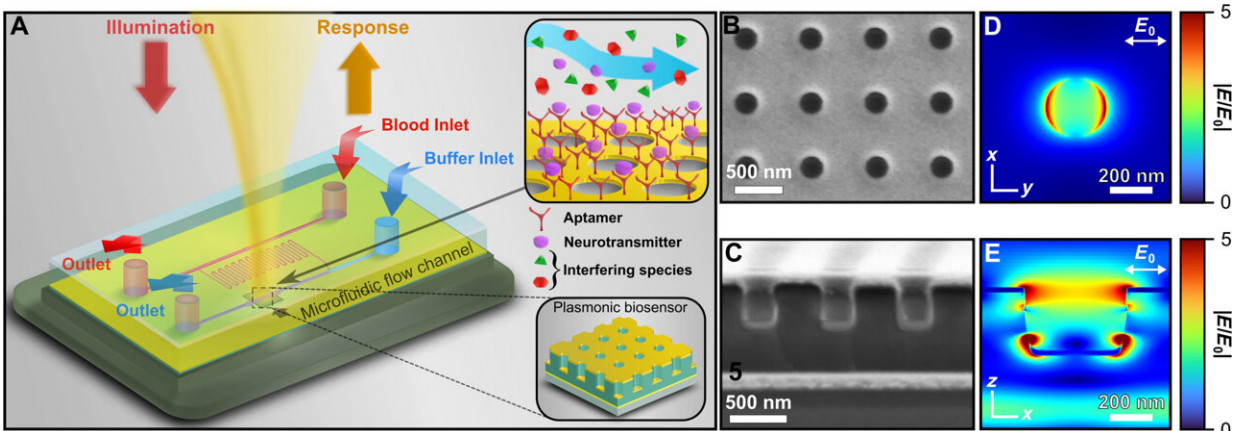 A
Illumination
Response
Blood Inlet
Buffer Inlet
Outlet
Outlet
Microfluidic flow channel
Aptamer
Neurotransmitter
Interfering species
Plasmonic biosensor
B
500 nm
C
5
500 nm
D
E0
x
y
200 nm
5
|E/E0|
0
E
E0
z
x
200 nm
5
|E/E0|
0